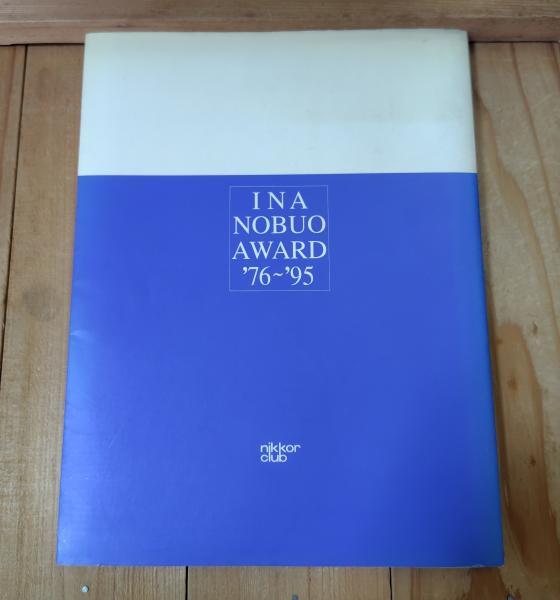 INA
NOBUO
AWARD
'76~'95
nikkor
club